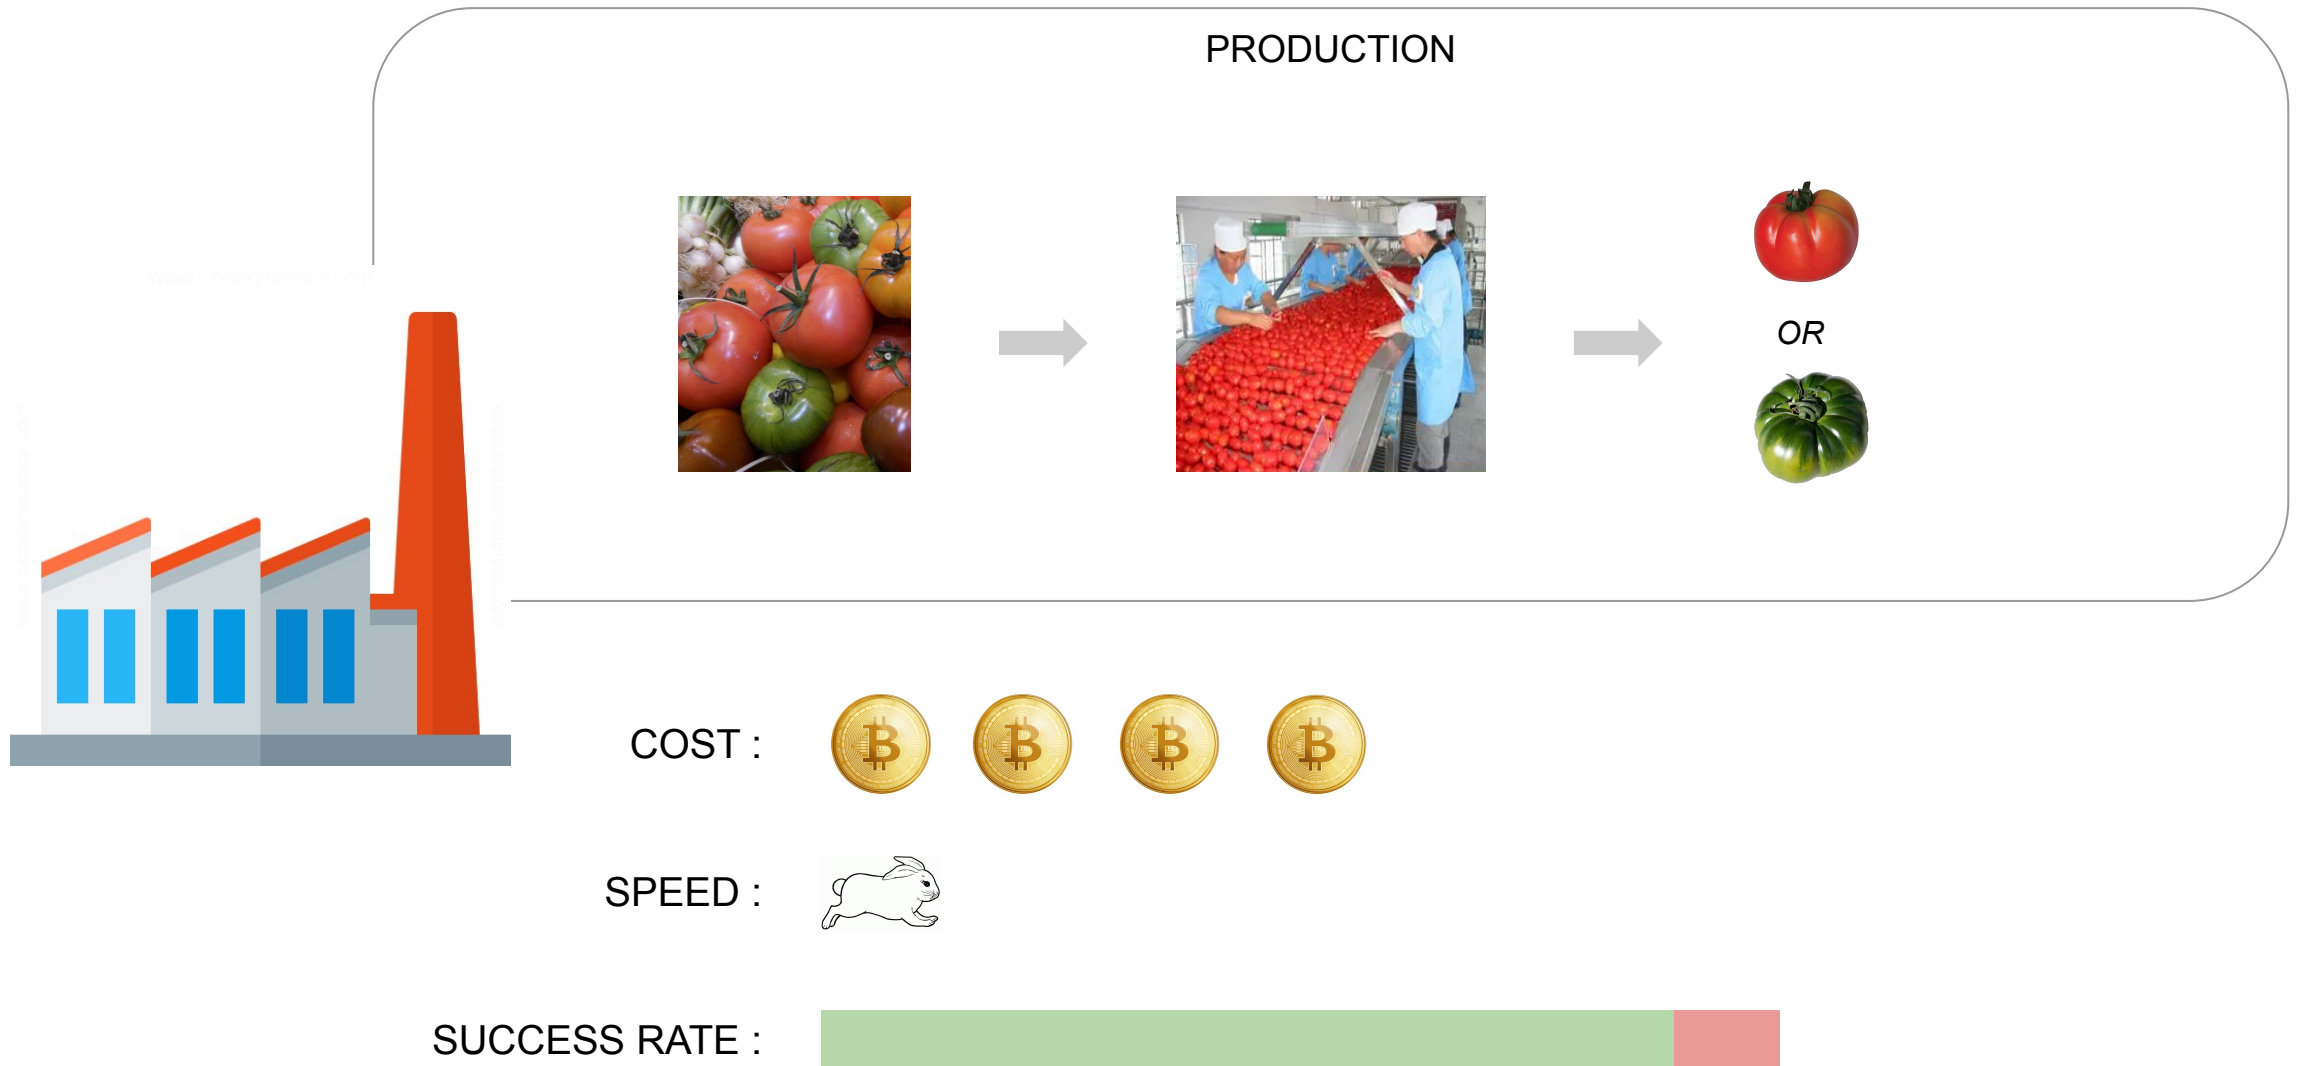 PRODUCTION
OR
COST :
SPEED :
SUCCESS RATE :